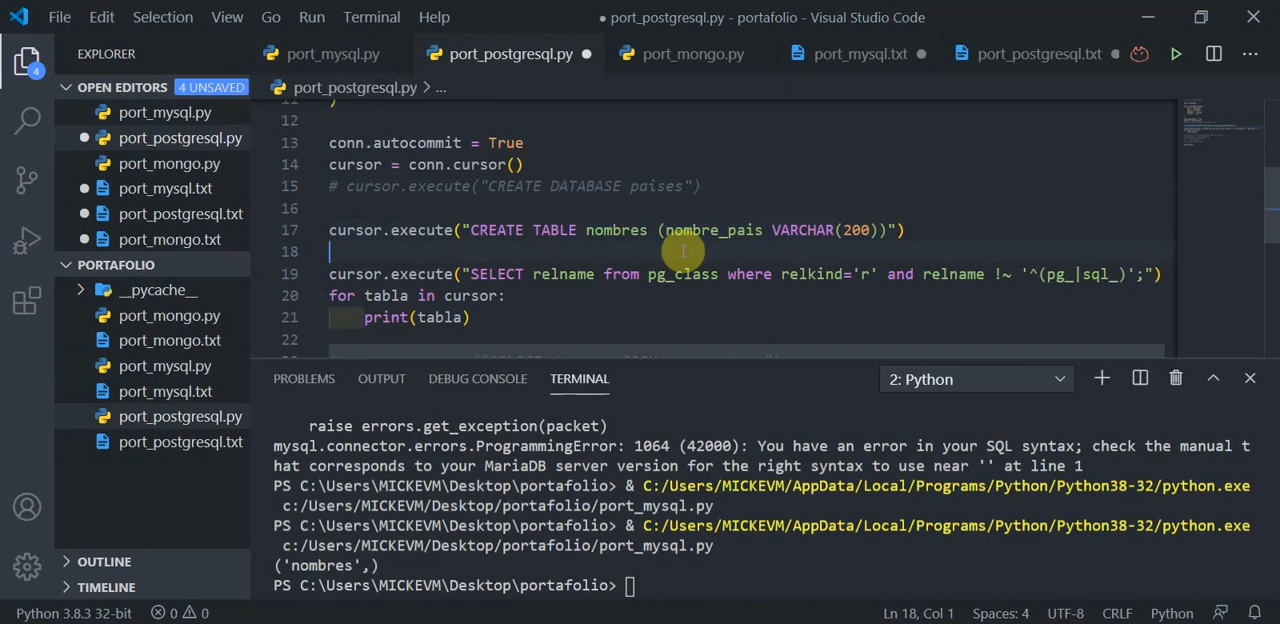 File Edit Selection View Go Run Terminal Help
● port_postgresql.py - portafolio - Visual Studio Code
EXPLORER
port_mysql.py port_postgresql.py ● port_mongo.py port_mysql.txt ● port_postgresql.txt ●
OPEN EDITORS 4 UNSAVED
port_postgresql.py > ...
4
port_mysql.py
● port_postgresql.py
port_mongo.py
● port_mysql.txt
● port_postgresql.txt
● port_mongo.txt
PORTAFOLIO
> __pycache__
port_mongo.py
port_mongo.txt
port_mysql.py
port_mysql.txt
port_postgresql.py
port_postgresql.txt
> OUTLINE
> TIMELINE
11 )
12
13 conn.autocommit = True
14 cursor = conn.cursor()
15 # cursor.execute("CREATE DATABASE paises")
16
17 cursor.execute("CREATE TABLE nombres (nombre_pais VARCHAR(200))")
18
19 cursor.execute("SELECT relname from pg_class where relkind='r' and relname !~ '^(pg_|sql_)';")
20 for tabla in cursor:
21 print(tabla)
22
PROBLEMS OUTPUT DEBUG CONSOLE TERMINAL 2: Python
raise errors.get_exception(packet)
mysql.connector.errors.ProgrammingError: 1064 (42000): You have an error in your SQL syntax; check the manual t
hat corresponds to your MariaDB server version for the right syntax to use near '' at line 1
PS C:\Users\MICKEVM\Desktop\portafolio> & C:/Users/MICKEVM/AppData/Local/Programs/Python/Python38-32/python.exe
c:/Users/MICKEVM/Desktop/portafolio/port_mysql.py
PS C:\Users\MICKEVM\Desktop\portafolio> & C:/Users/MICKEVM/AppData/Local/Programs/Python/Python38-32/python.exe
c:/Users/MICKEVM/Desktop/portafolio/port_mysql.py
('nombres',)
PS C:\Users\MICKEVM\Desktop\portafolio>
Python 3.8.3 32-bit 0 0 Ln 18, Col 1 Spaces: 4 UTF-8 CRLF Python